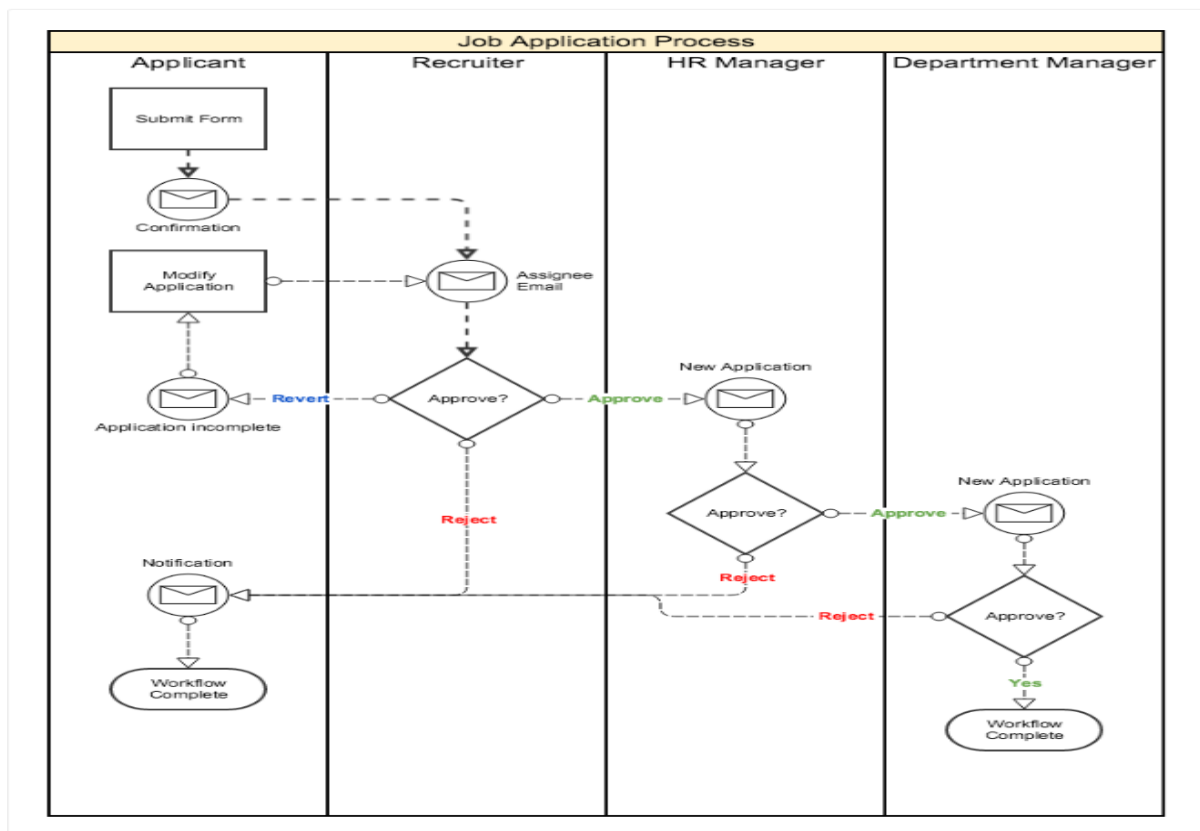 Job Application Process
Applicant
Recruiter
HR Manager
Department Manager
Submit Form
Confirmation
Modify
Application
Assignee
Email
New Application
Revert
Approve?
Approve
Application incomplete
New Application
Reject
Approve?
Approve
Notification
Reject
Reject
Approve?
Workflow
Complete
Yes
Workflow
Complete